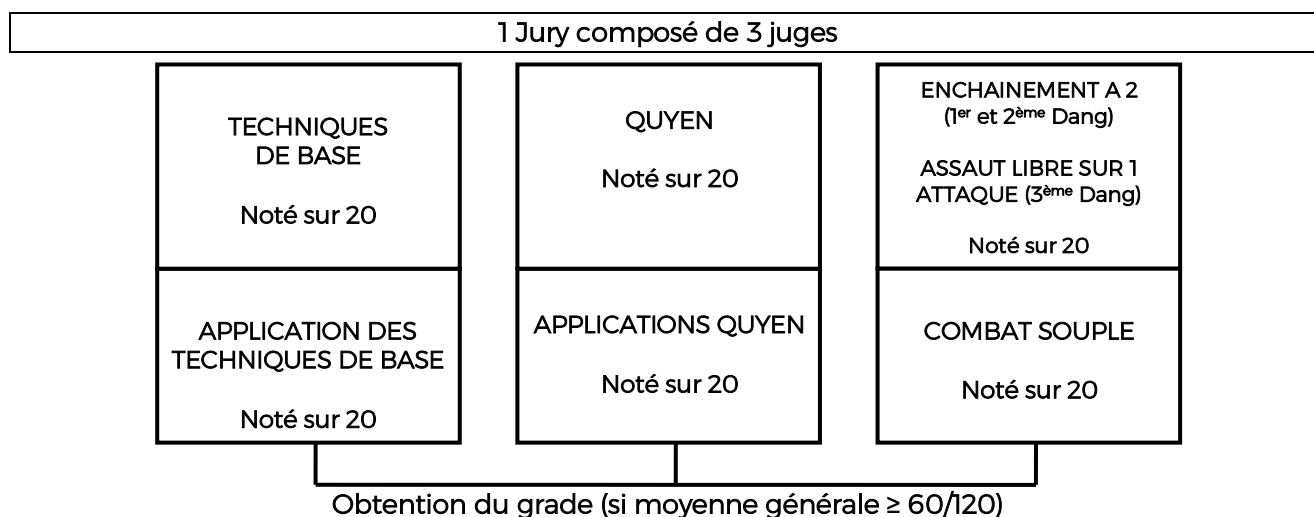 1 Jury composé de 3 juges
TECHNIQUES
DE BASE
Noté sur 20
APPLICATION DES
TECHNIQUES DE BASE
Noté sur 20
QUYEN
Noté sur 20
APPLICATIONS QUYEN
Noté sur 20
ENCHAINEMENT A 2
(1er et 2ème Dang)
ASSAUT LIBRE SUR 1
ATTAQUE (3ème Dang)
Noté sur 20
COMBAT SOUPLE
Noté sur 20
Obtention du grade (si moyenne générale ≥ 60/120)